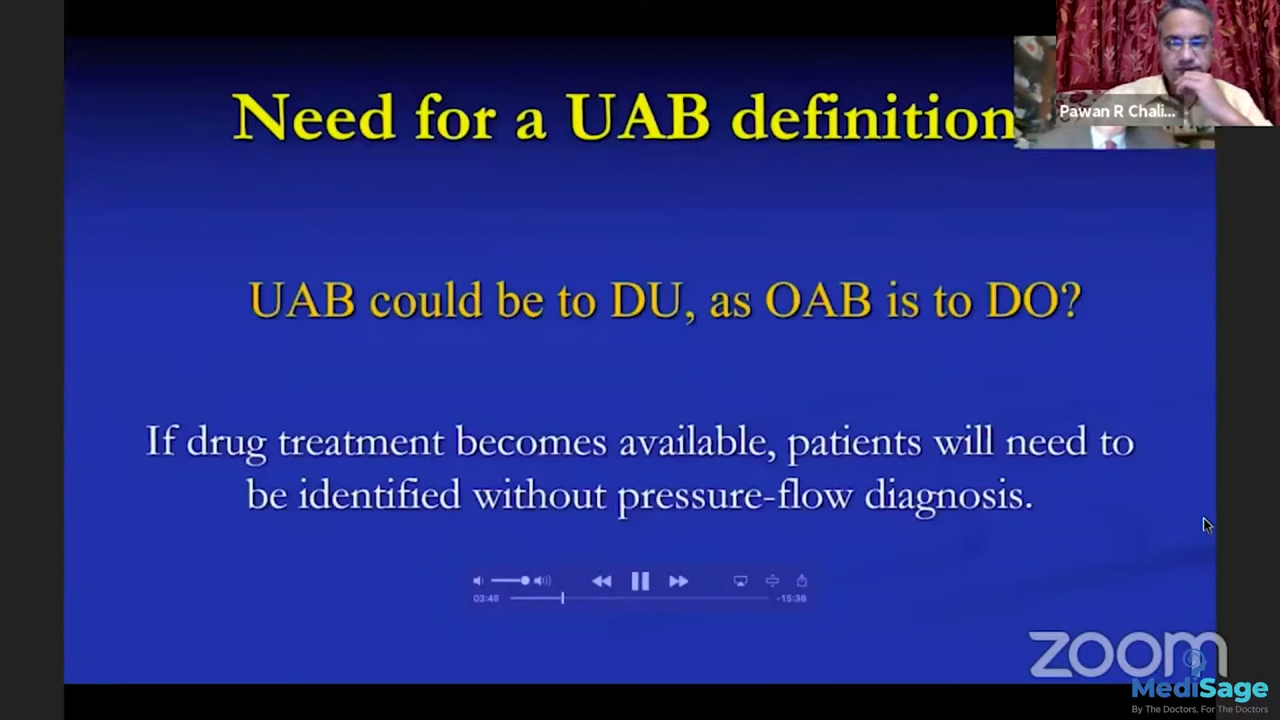 Need for a UAB definition
Pawan R Chali...
UAB could be to DU, as OAB is to DO?
If drug treatment becomes available, patients will need to
be identified without pressure-flow diagnosis.
03:48
-15:36
zoom
MediSage
By The Doctors, For The Doctors